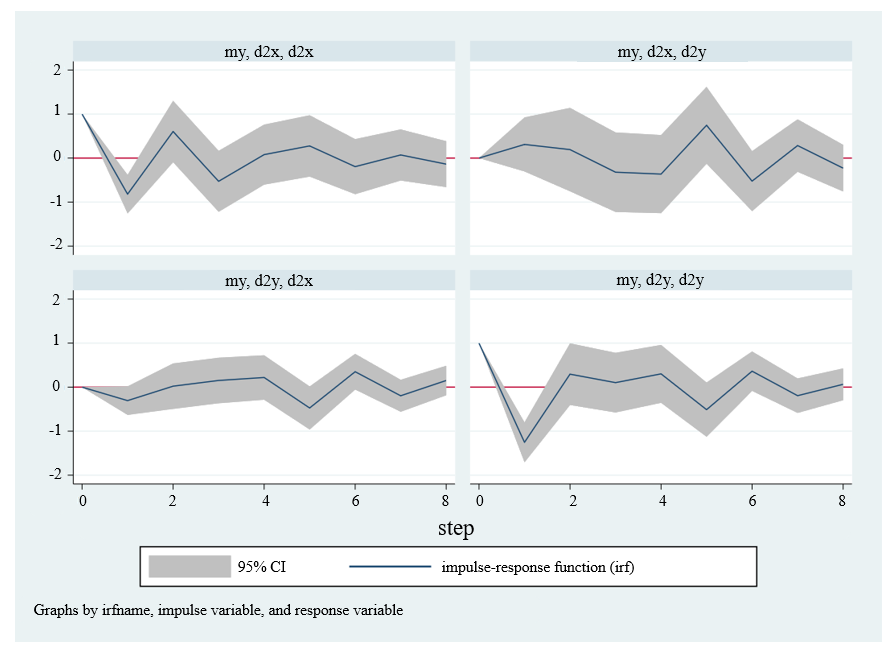 my, d2x, d2x
my, d2x, d2y
2
1
0
-1
-2
my, d2y, d2x
my, d2y, d2y
2
1
0
-1
-2
0 2 4 6 8
0 2 4 6 8
step
95% CI
impulse-response function (irf)
Graphs by irfname, impulse variable, and response variable